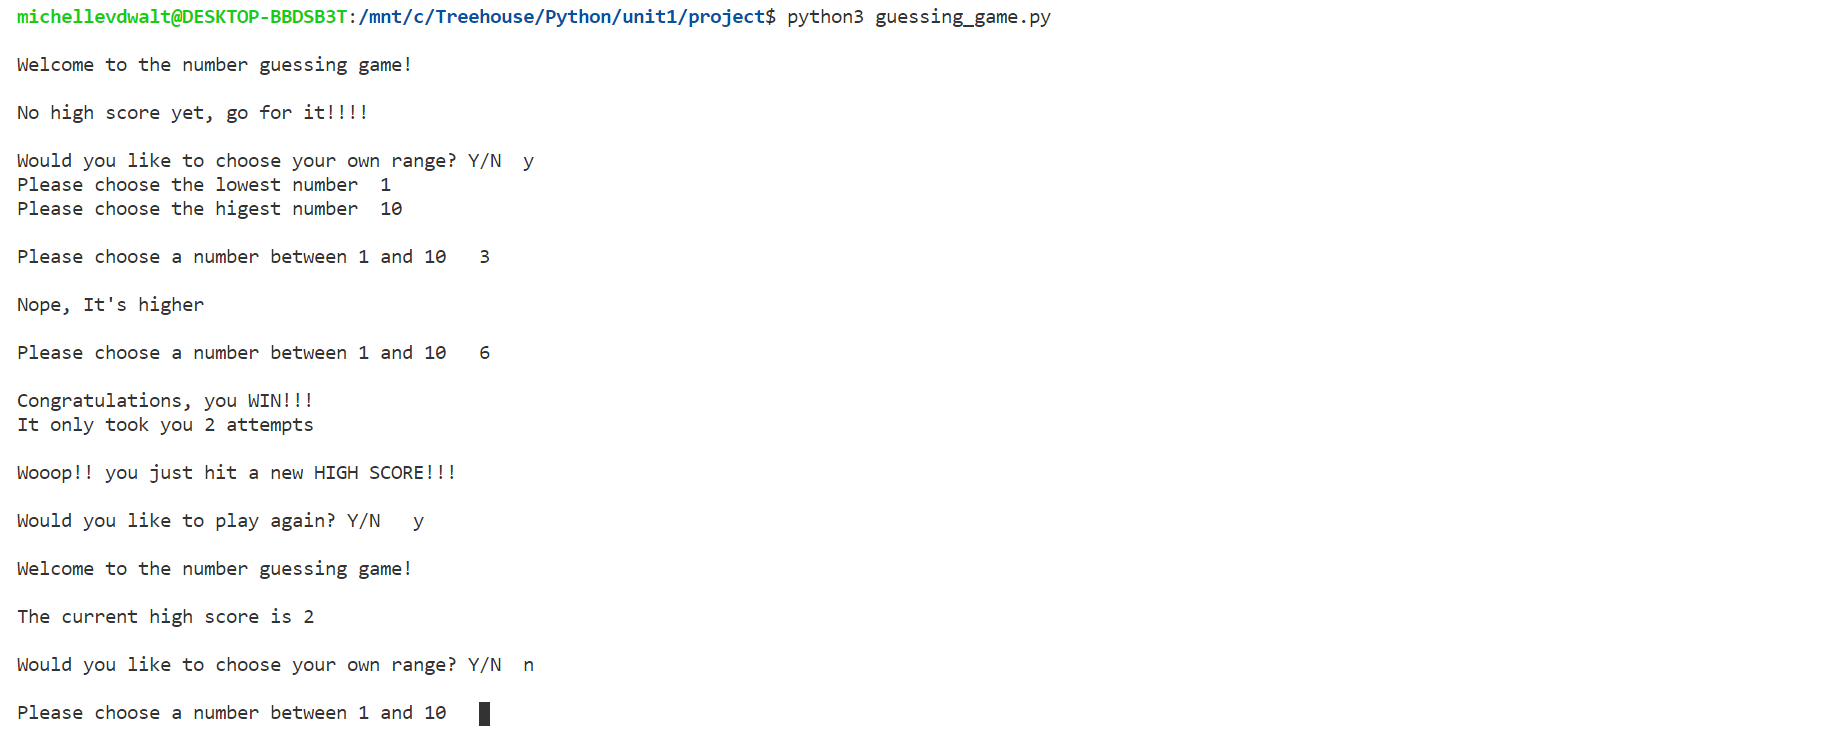 michellevdwalt@DESKTOP-BBDSB3T:/mnt/c/Treehouse/Python/unit1/project$ python3 guessing_game.py
Welcome to the number guessing game!
No high score yet, go for it!!!!
Would you like to choose your own range? Y/N  y
Please choose the lowest number  1
Please choose the higest number  10
Please choose a number between 1 and 10   3
Nope, It's higher
Please choose a number between 1 and 10   6
Congratulations, you WIN!!!
It only took you 2 attempts
Wooop!! you just hit a new HIGH SCORE!!!
Would you like to play again? Y/N   y
Welcome to the number guessing game!
The current high score is 2
Would you like to choose your own range? Y/N  n
Please choose a number between 1 and 10